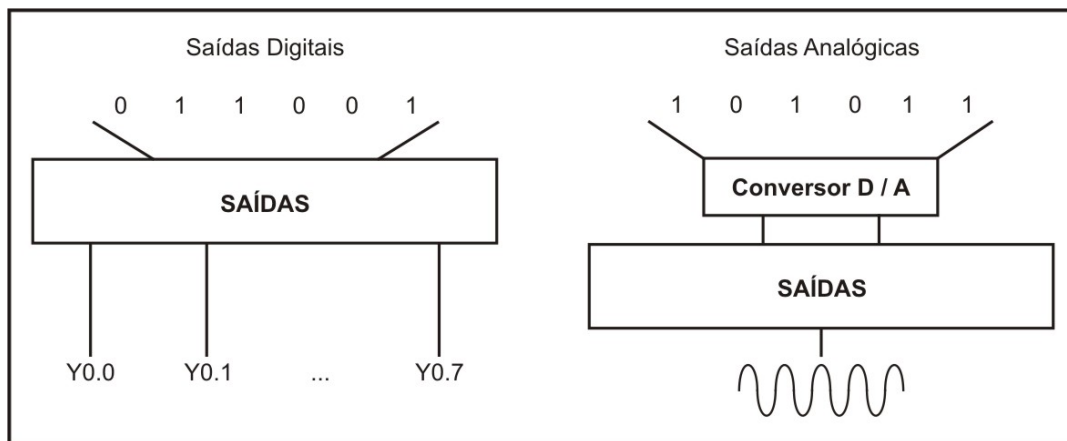 Saídas Digitais
0 1 1 0 0 1
SAÍDAS
Y0.0 Y0.1 ... Y0.7
Saídas Analógicas
1 0 1 0 1 1
Conversor D / A
SAÍDAS